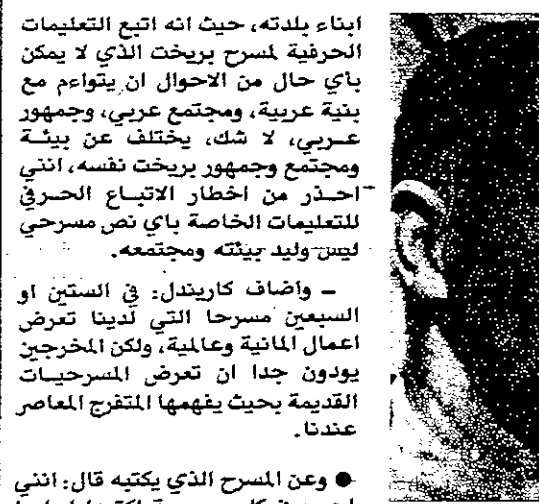 ابناء بلدته، حيث انه اتبع التعليمات
الحرفية لمسرح بريخت الذي لا يمكن
بأي حال من الاحوال ان يتواءم مع
بنية عربية، ومجتمع عربي، وجمهور
عربي، لا شك، يختلف عن بيئة
ومجتمع وجمهور بريخت نفسه، انني
احذر من اخطار الاتباع الحرفي
للتعليمات الخاصة باي نص مسرحي
ليس وليد بيئته ومجتمعه.
– واضاف كاريندل: في الستين او
السبعين مسرحا التي لدينا تعرض
اعمال المانية وعالمية، ولكن المخرجين
يودون جدا ان تعرض المسرحيات
القديمة بحيث يفهمها المتفرج المعاصر
عندنا.
● وعن المسرح الذي يكتبه قال: انني